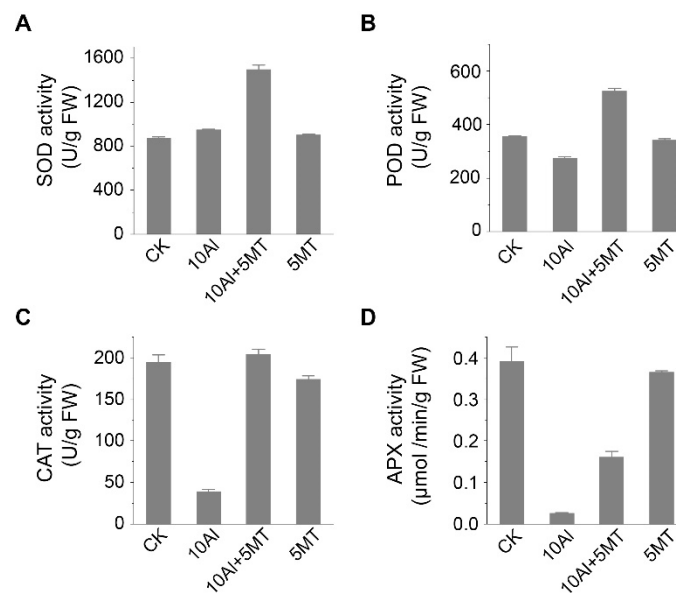 A
SOD activity
(U/g FW)
1600
1200
800
400
0
CK
10Al
10Al+5MT
5MT
B
POD activity
(U/g FW)
600
400
200
0
CK
10Al
10Al+5MT
5MT
C
CAT activity
(U/g FW)
200
150
100
50
0
CK
10Al
10Al+5MT
5MT
D
APX activity
(μmol /min/g FW)
0.4
0.3
0.2
0.1
0.0
CK
10Al
10Al+5MT
5MT